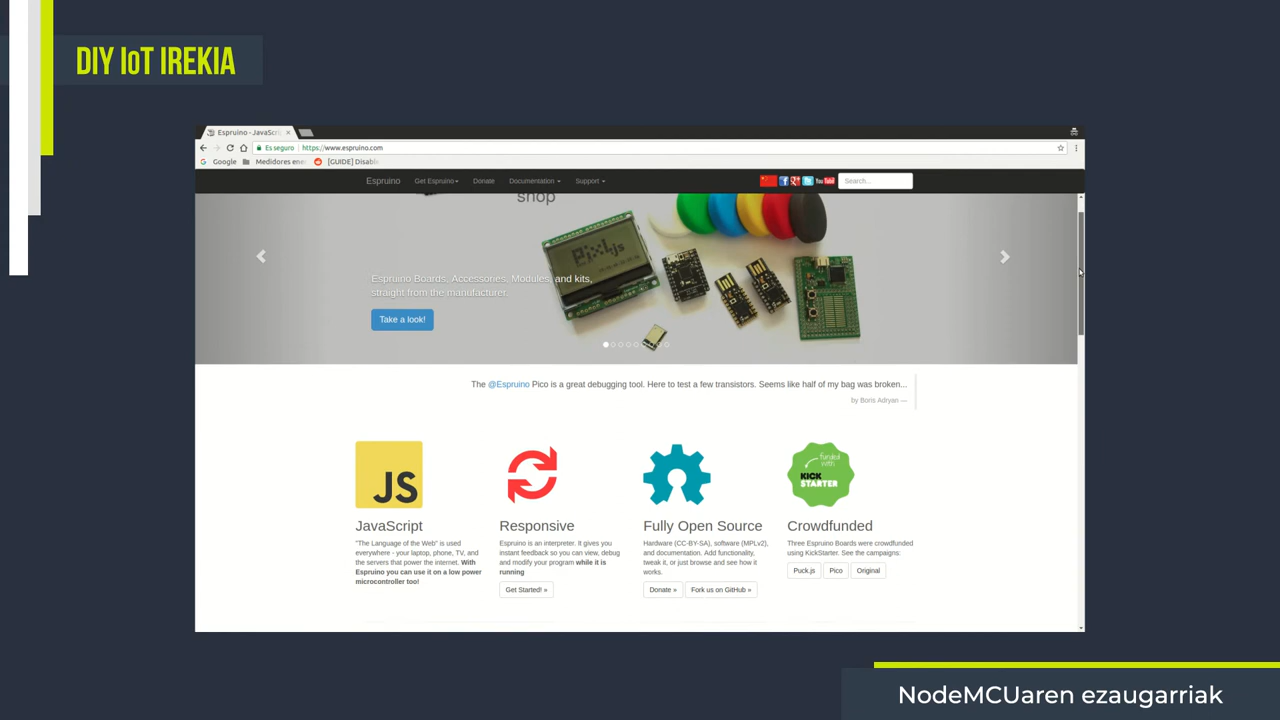 DIY IoT IREKIA
Espruino - JavaScri
Es seguro https://www.espruino.com
Google Medidores ene [GUIDE] Disable
Espruino Get Espruino Donate Documentation Support You Tube Search...
shop
pixl.js
Espruino Boards, Accessories, Modules, and kits,
straight from the manufacturer.
Take a look!
The @Espruino Pico is a great debugging tool. Here to test a few transistors. Seems like half of my bag was broken...
by Boris Adryan —
JS
funded with
KICK
STARTER
JavaScript
"The Language of the Web" is used
everywhere - your laptop, phone, TV, and
the servers that power the internet. With
Espruino you can use it on a low power
microcontroller too!
Responsive
Espruino is an interpreter. It gives you
instant feedback so you can view, debug
and modify your program while it is
running
Get Started! »
Fully Open Source
Hardware (CC-BY-SA), software (MPLv2),
and documentation. Add functionality,
tweak it, or just browse and see how it
works.
Donate » Fork us on GitHub »
Crowdfunded
Three Espruino Boards were crowdfunded
using KickStarter. See the campaigns:
Puck.js Pico Original
NodeMCUaren ezaugarriak